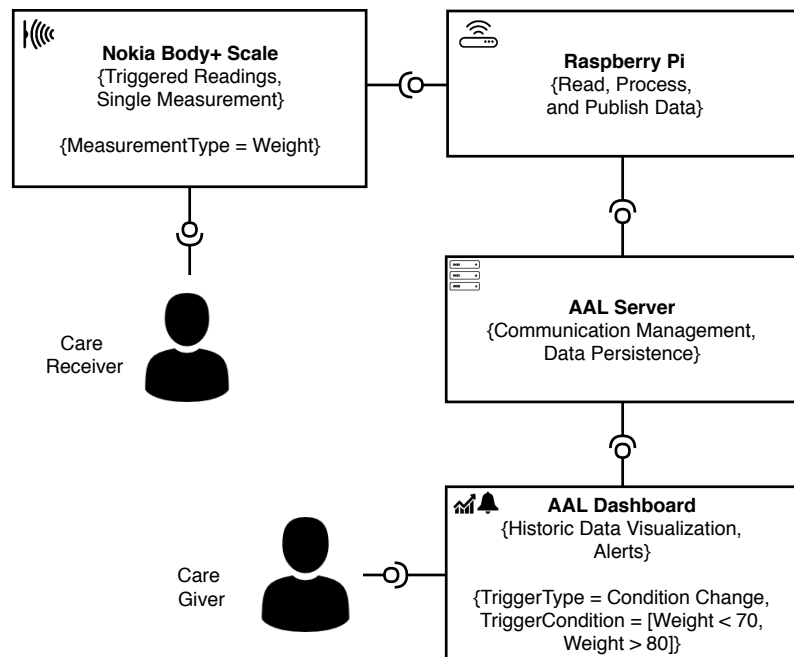 Nokia Body+ Scale
{Triggered Readings,
Single Measurement}
{MeasurementType = Weight}
Raspberry Pi
{Read, Process,
and Publish Data}
Care
Receiver
AAL Server
{Communication Management,
Data Persistence}
Care
Giver
AAL Dashboard
{Historic Data Visualization,
Alerts}
{TriggerType = Condition Change,
TriggerCondition = [Weight < 70,
Weight > 80]}